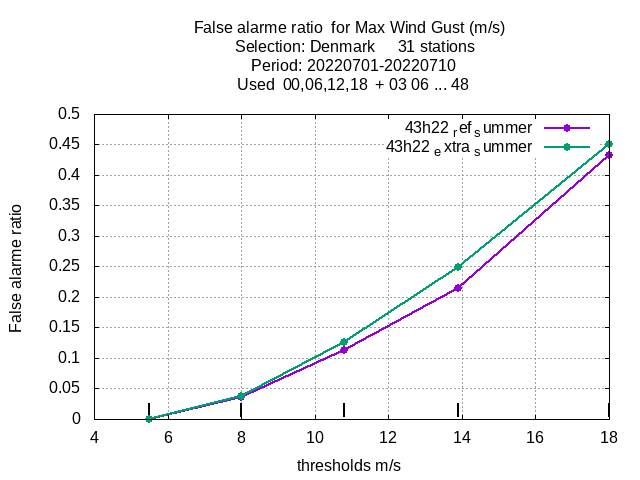 False alarme ratio  for Max Wind Gust (m/s)
Selection: Denmark     31 stations
Period: 20220701-20220710
Used  00,06,12,18  + 03 06 ... 48
43h22 ref summer
43h22 extra summer
0.5
0.45
0.4
0.35
0.3
0.25
0.2
0.15
0.1
0.05
0
False alarme ratio
4 6 8 10 12 14 16 18
thresholds m/s